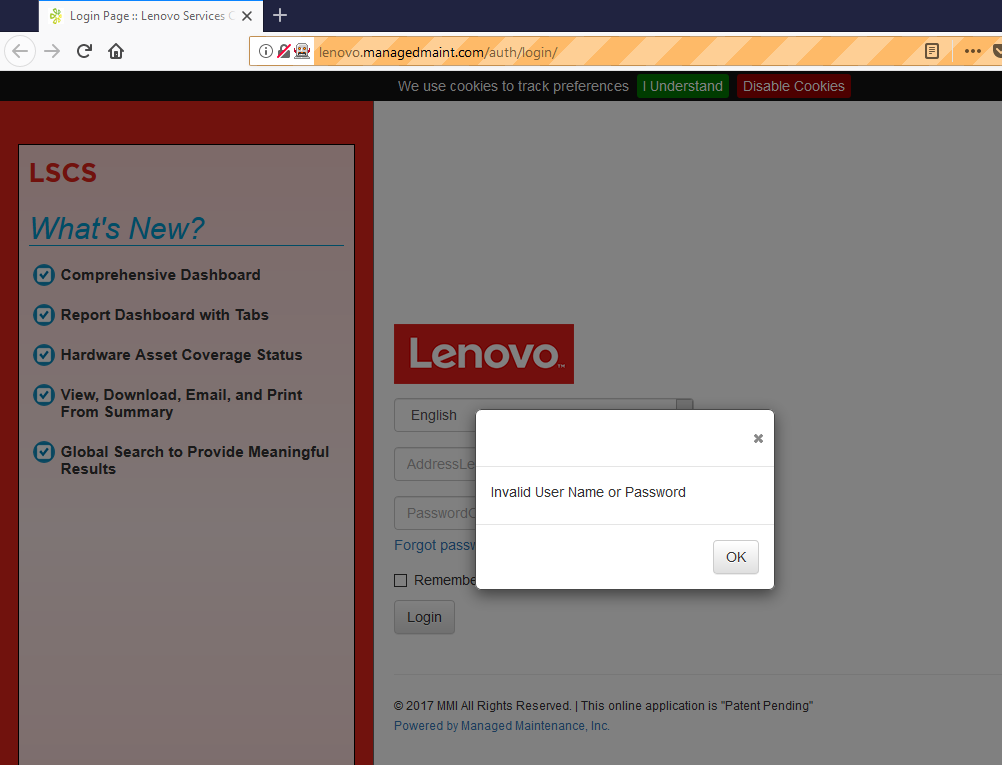 Login Page :: Lenovo Services C
lenovo.managedmaint.com/auth/login/
We use cookies to track preferences I Understand Disable Cookies
LSCS
What's New?
Comprehensive Dashboard
Report Dashboard with Tabs
Hardware Asset Coverage Status
View, Download, Email, and Print
From Summary
Global Search to Provide Meaningful
Results
Lenovo™
English
AddressLe
PasswordC
Forgot passw
Remembe
Login
Invalid User Name or Password
OK
© 2017 MMI All Rights Reserved. | This online application is "Patent Pending"
Powered by Managed Maintenance, Inc.